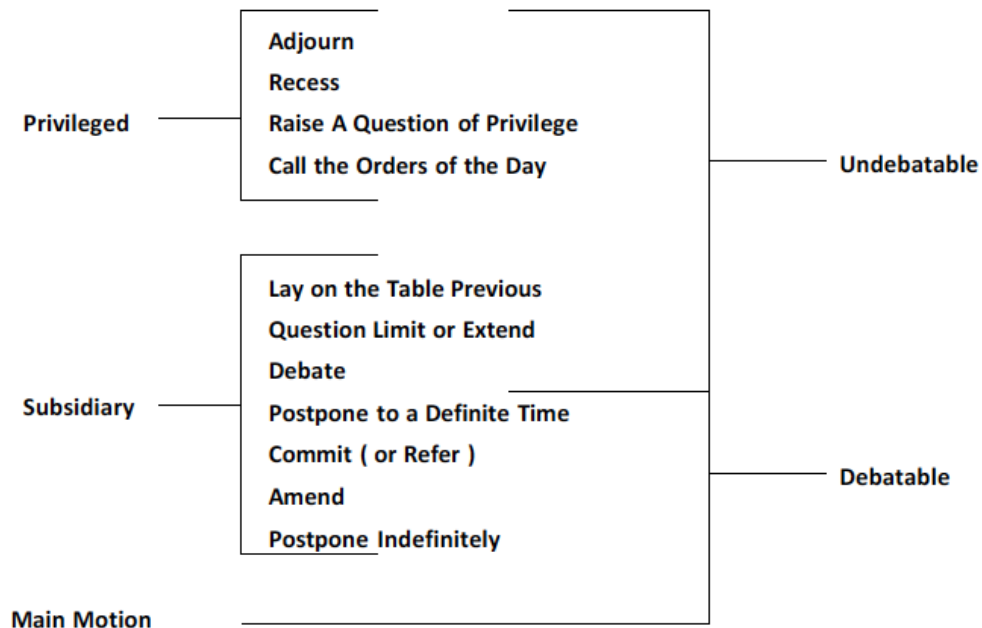 Adjourn
Recess
Privileged
Raise A Question of Privilege
Call the Orders of the Day
Undebatable
Lay on the Table Previous
Question Limit or Extend
Debate
Subsidiary
Postpone to a Definite Time
Commit ( or Refer )
Debatable
Amend
Postpone Indefinitely
Main Motion